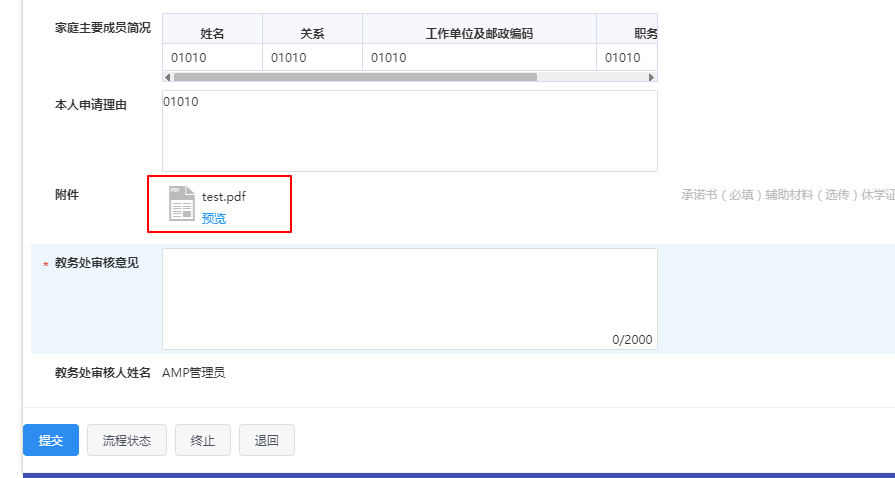 家庭主要成员简况
姓名 关系 工作单位及邮政编码 职务
01010 01010 01010 01010
本人申请理由
01010
附件
PDF
test.pdf
预览
承诺书（必填）辅助材料（选传）休学证
* 教务处审核意见
0/2000
教务处审核人姓名 AMP管理员
提交 流程状态 终止 退回